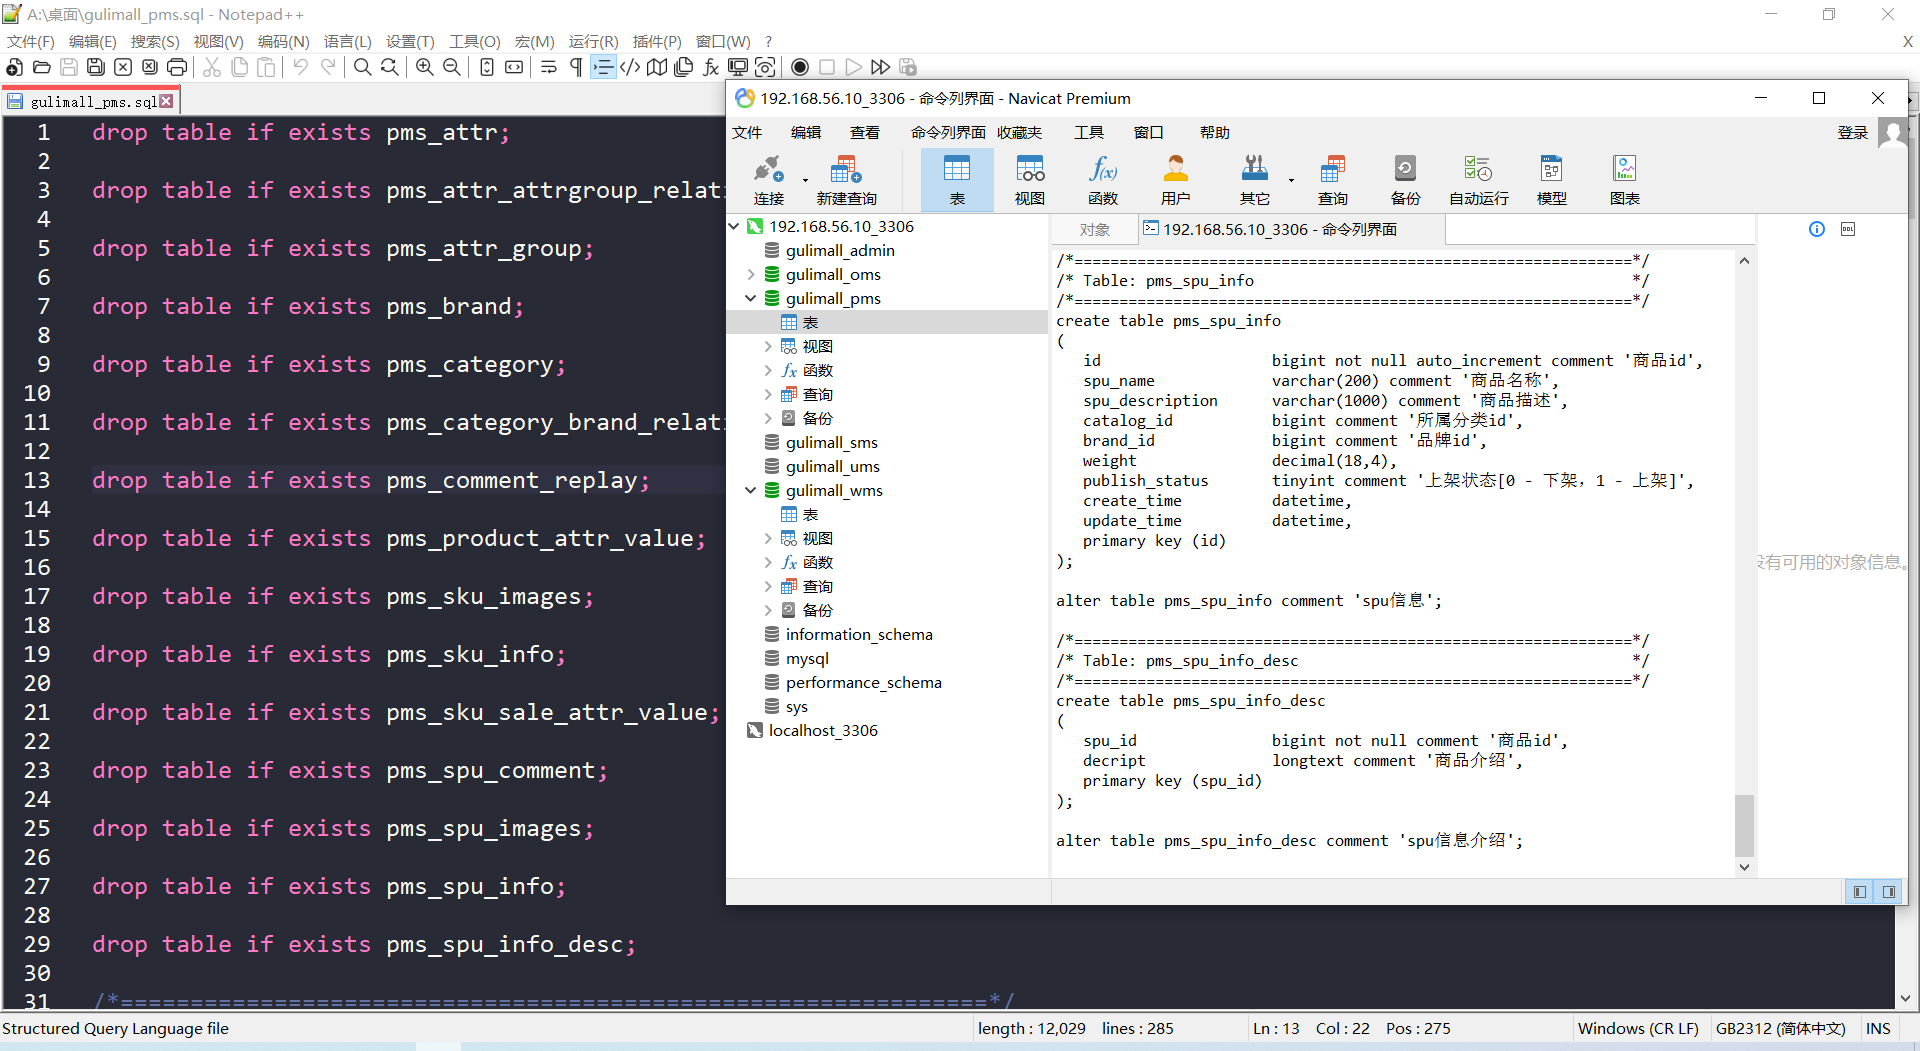 A:\桌面\gulimall_pms.sql - Notepad++
文件(F) 编辑(E) 搜索(S) 视图(V) 编码(N) 语言(L) 设置(T) 工具(O) 宏(M) 运行(R) 插件(P) 窗口(W) ? X
gulimall_pms.sql
1 drop table if exists pms_attr;
2
3 drop table if exists pms_attr_attrgroup_relati
4
5 drop table if exists pms_attr_group;
6
7 drop table if exists pms_brand;
8
9 drop table if exists pms_category;
10
11 drop table if exists pms_category_brand_relati
12
13 drop table if exists pms_comment_replay;
14
15 drop table if exists pms_product_attr_value;
16
17 drop table if exists pms_sku_images;
18
19 drop table if exists pms_sku_info;
20
21 drop table if exists pms_sku_sale_attr_value;
22
23 drop table if exists pms_spu_comment;
24
25 drop table if exists pms_spu_images;
26
27 drop table if exists pms_spu_info;
28
29 drop table if exists pms_spu_info_desc;
30
31 /*==============================================================*/
192.168.56.10_3306 - 命令列界面 - Navicat Premium
文件 编辑 查看 命令列界面 收藏夹 工具 窗口 帮助 登录
连接 新建查询 表 视图 函数 用户 其它 查询 备份 自动运行 模型 图表
192.168.56.10_3306
gulimall_admin
gulimall_oms
gulimall_pms
表
视图
函数
查询
备份
gulimall_sms
gulimall_ums
gulimall_wms
表
视图
函数
查询
备份
information_schema
mysql
performance_schema
sys
localhost_3306
对象 192.168.56.10_3306 - 命令列界面
/*==============================================================*/
/* Table: pms_spu_info */
/*==============================================================*/
create table pms_spu_info
(
id bigint not null auto_increment comment '商品id',
spu_name varchar(200) comment '商品名称',
spu_description varchar(1000) comment '商品描述',
catalog_id bigint comment '所属分类id',
brand_id bigint comment '品牌id',
weight decimal(18,4),
publish_status tinyint comment '上架状态[0 - 下架，1 - 上架]',
create_time datetime,
update_time datetime,
primary key (id)
);
alter table pms_spu_info comment 'spu信息';
/*==============================================================*/
/* Table: pms_spu_info_desc */
/*==============================================================*/
create table pms_spu_info_desc
(
spu_id bigint not null comment '商品id',
decript longtext comment '商品介绍',
primary key (spu_id)
);
alter table pms_spu_info_desc comment 'spu信息介绍';
有可用的对象信息。
Structured Query Language file length : 12,029 lines : 285 Ln : 13 Col : 22 Pos : 275 Windows (CR LF) GB2312 (简体中文) INS